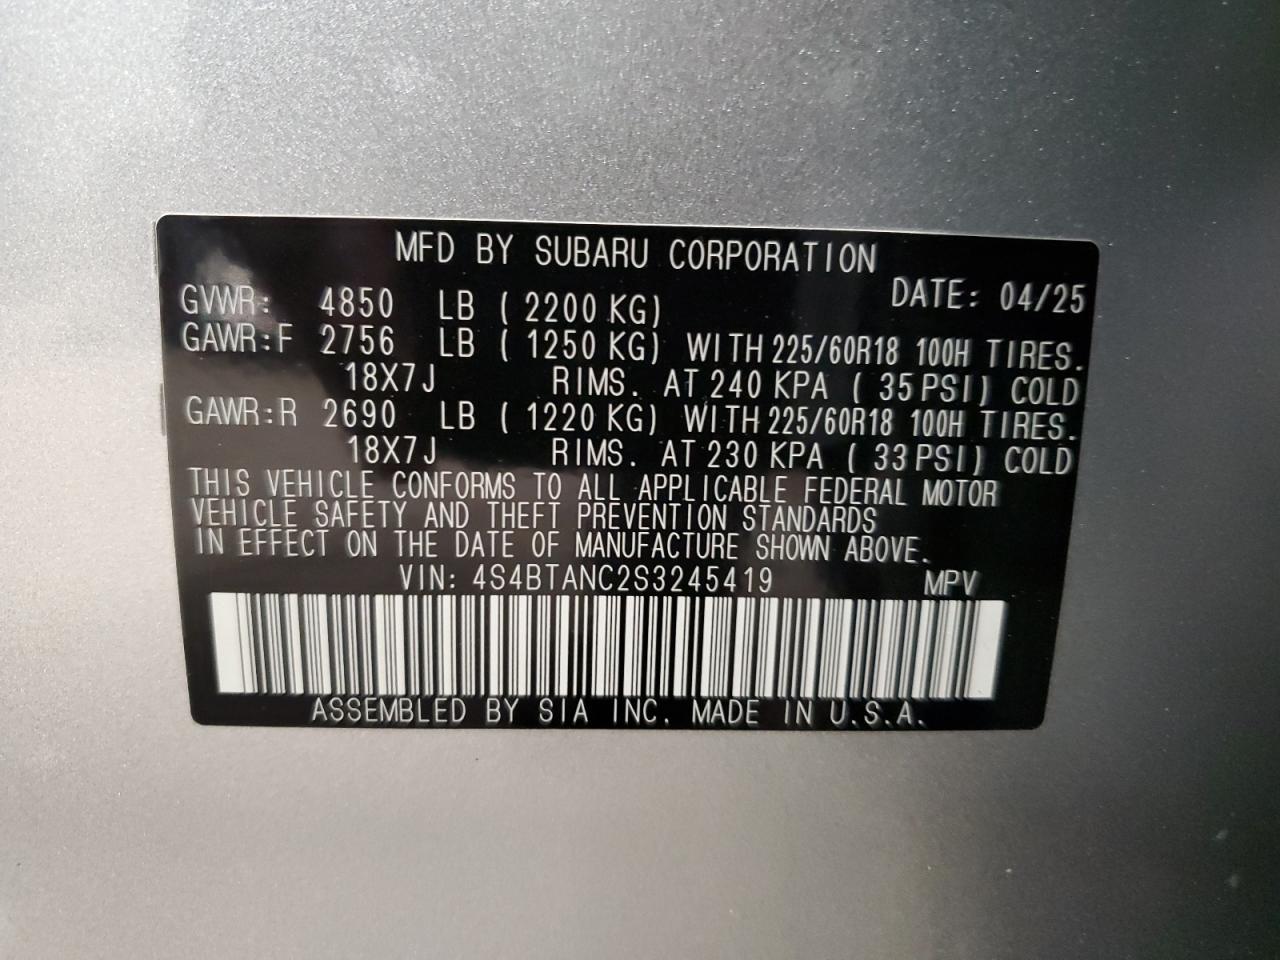 MFD BY SUBARU CORPORATION
GVWR: 4850 LB ( 2200 KG) DATE: 04/25
GAWR:F 2756 LB ( 1250 KG) WITH 225/60R18 100H TIRES.
18X7J RIMS. AT 240 KPA ( 35 PSI) COLD
GAWR:R 2690 LB ( 1220 KG) WITH 225/60R18 100H TIRES.
18X7J RIMS. AT 230 KPA ( 33 PSI) COLD
THIS VEHICLE CONFORMS TO ALL APPLICABLE FEDERAL MOTOR
VEHICLE SAFETY AND THEFT PREVENTION STANDARDS
IN EFFECT ON THE DATE OF MANUFACTURE SHOWN ABOVE.
VIN: 4S4BTANC2S3245419 MPV
ASSEMBLED BY SIA INC. MADE IN U.S.A.